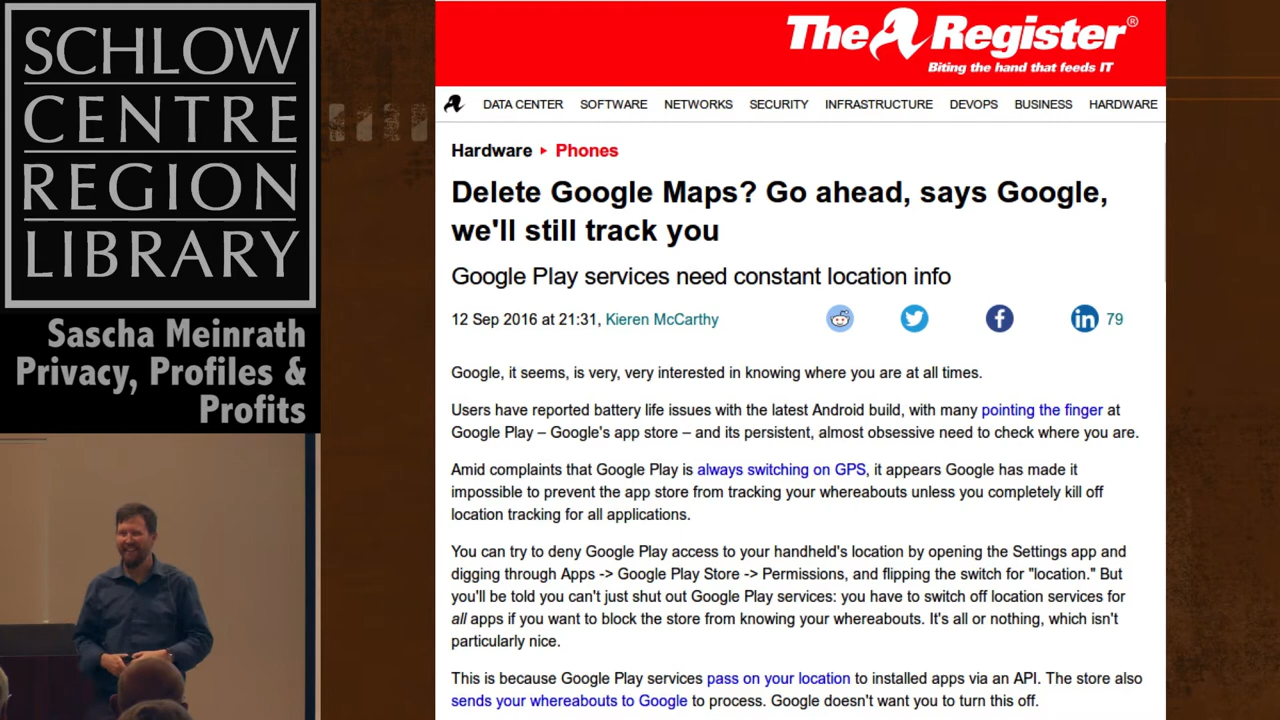 SCHLOW
CENTRE
REGION
LIBRARY
Sascha Meinrath
Privacy, Profiles &
Profits
The Register®
Biting the hand that feeds IT
DATA CENTER SOFTWARE NETWORKS SECURITY INFRASTRUCTURE DEVOPS BUSINESS HARDWARE
Hardware ▸ Phones
Delete Google Maps? Go ahead, says Google,
we'll still track you
Google Play services need constant location info
12 Sep 2016 at 21:31, Kieren McCarthy
79
Google, it seems, is very, very interested in knowing where you are at all times.
Users have reported battery life issues with the latest Android build, with many pointing the finger at
Google Play – Google's app store – and its persistent, almost obsessive need to check where you are.
Amid complaints that Google Play is always switching on GPS, it appears Google has made it
impossible to prevent the app store from tracking your whereabouts unless you completely kill off
location tracking for all applications.
You can try to deny Google Play access to your handheld's location by opening the Settings app and
digging through Apps -> Google Play Store -> Permissions, and flipping the switch for "location." But
you'll be told you can't just shut out Google Play services: you have to switch off location services for
all apps if you want to block the store from knowing your whereabouts. It's all or nothing, which isn't
particularly nice.
This is because Google Play services pass on your location to installed apps via an API. The store also
sends your whereabouts to Google to process. Google doesn't want you to turn this off.